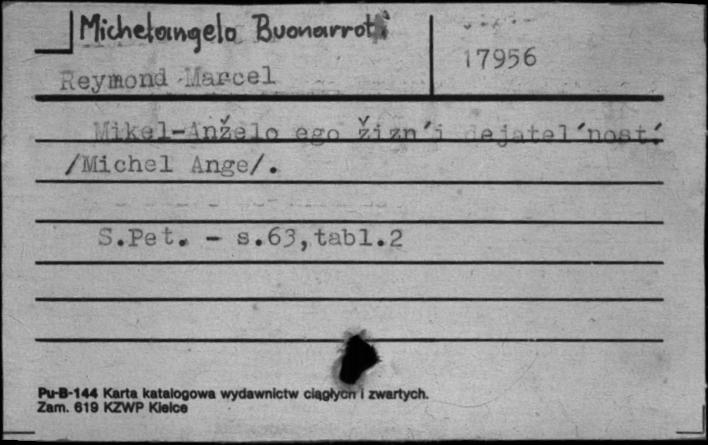 Michelangelo Buonarroti
17956
Reymond Marcel
Mikel-Anželo ego žizn´i dejatel´nost´.
/Michel Ange/.
S.Pet. - s.63,tabl.2
Pu-B-144 Karta katalogowa wydawnictw ciągłych i zwartych.
Zam. 619 KZWP Kielce